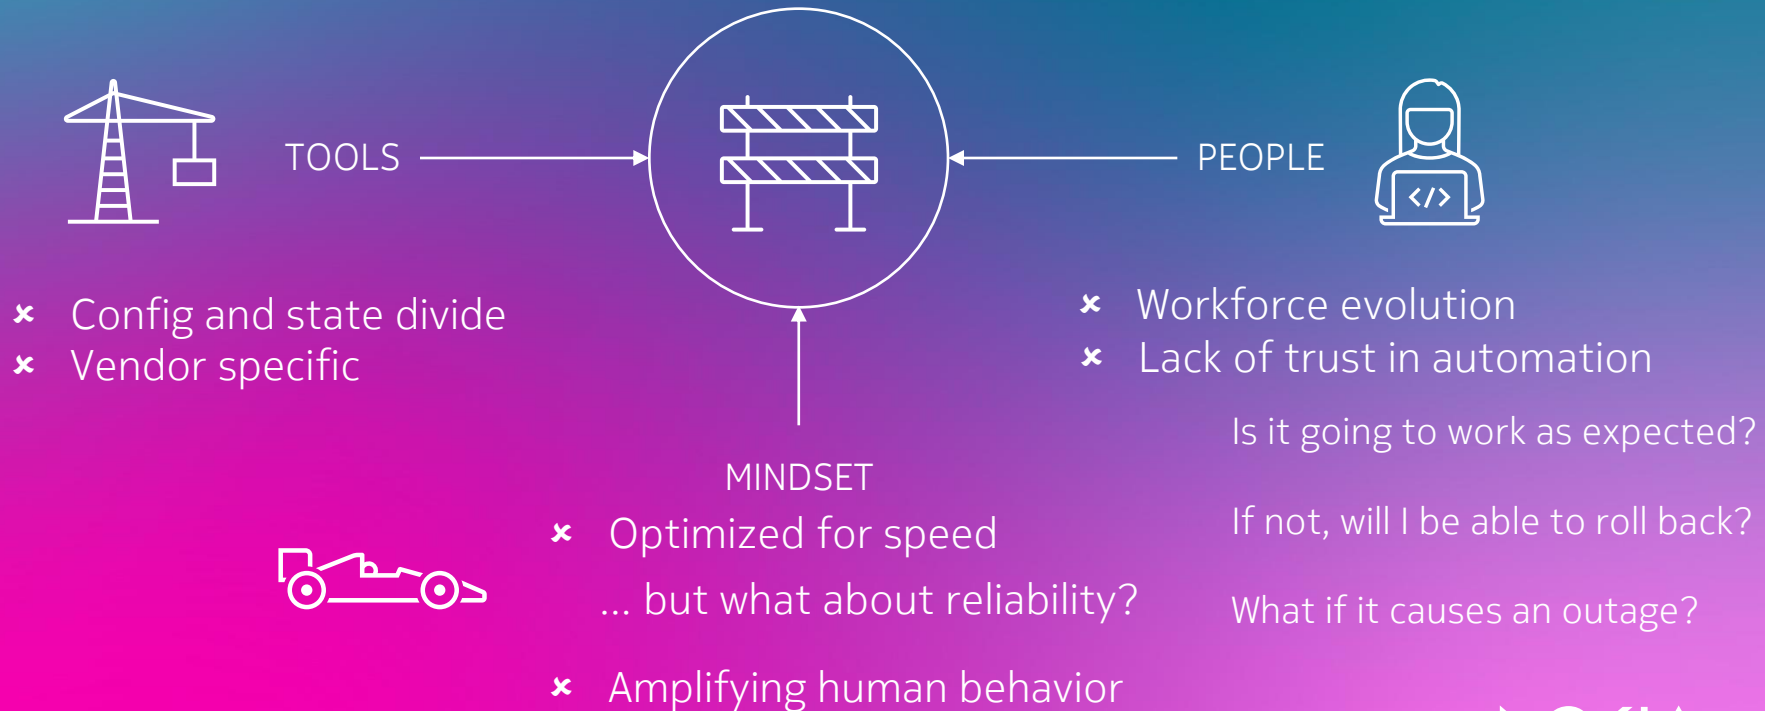 TOOLS
PEOPLE
</>
× Config and state divide
× Vendor specific
× Workforce evolution
× Lack of trust in automation
Is it going to work as expected?
If not, will I be able to roll back?
What if it causes an outage?
MINDSET
× Optimized for speed
... but what about reliability?
× Amplifying human behavior